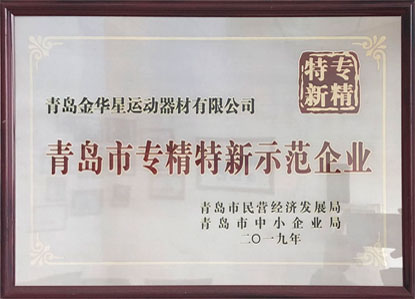 专精
特新
青岛金华星运动器材有限公司
青岛市专精特新示范企业
青岛市民营经济发展局
青岛市中小企业局
二〇一九年